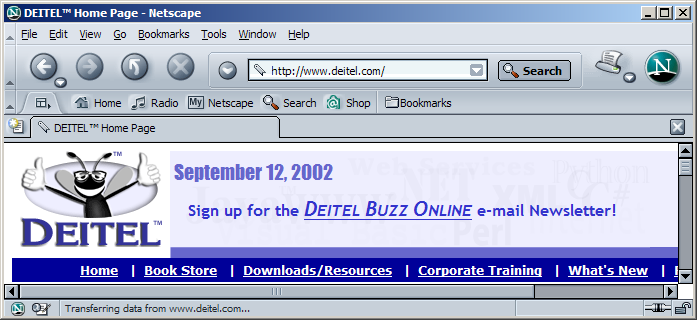 DEITEL™ Home Page - Netscape
File Edit View Go Bookmarks Tools Window Help
http://www.deitel.com/ Search
Home Radio My Netscape Search Shop Bookmarks
DEITEL™ Home Page
Web Services Python
September 12, 2002
Java www .NET XML C#
Sign up for the DEITEL BUZZ ONLINE e-mail Newsletter!
Perl
DEITEL™
Home | Book Store | Downloads/Resources | Corporate Training | What's New |
Transferring data from www.deitel.com...